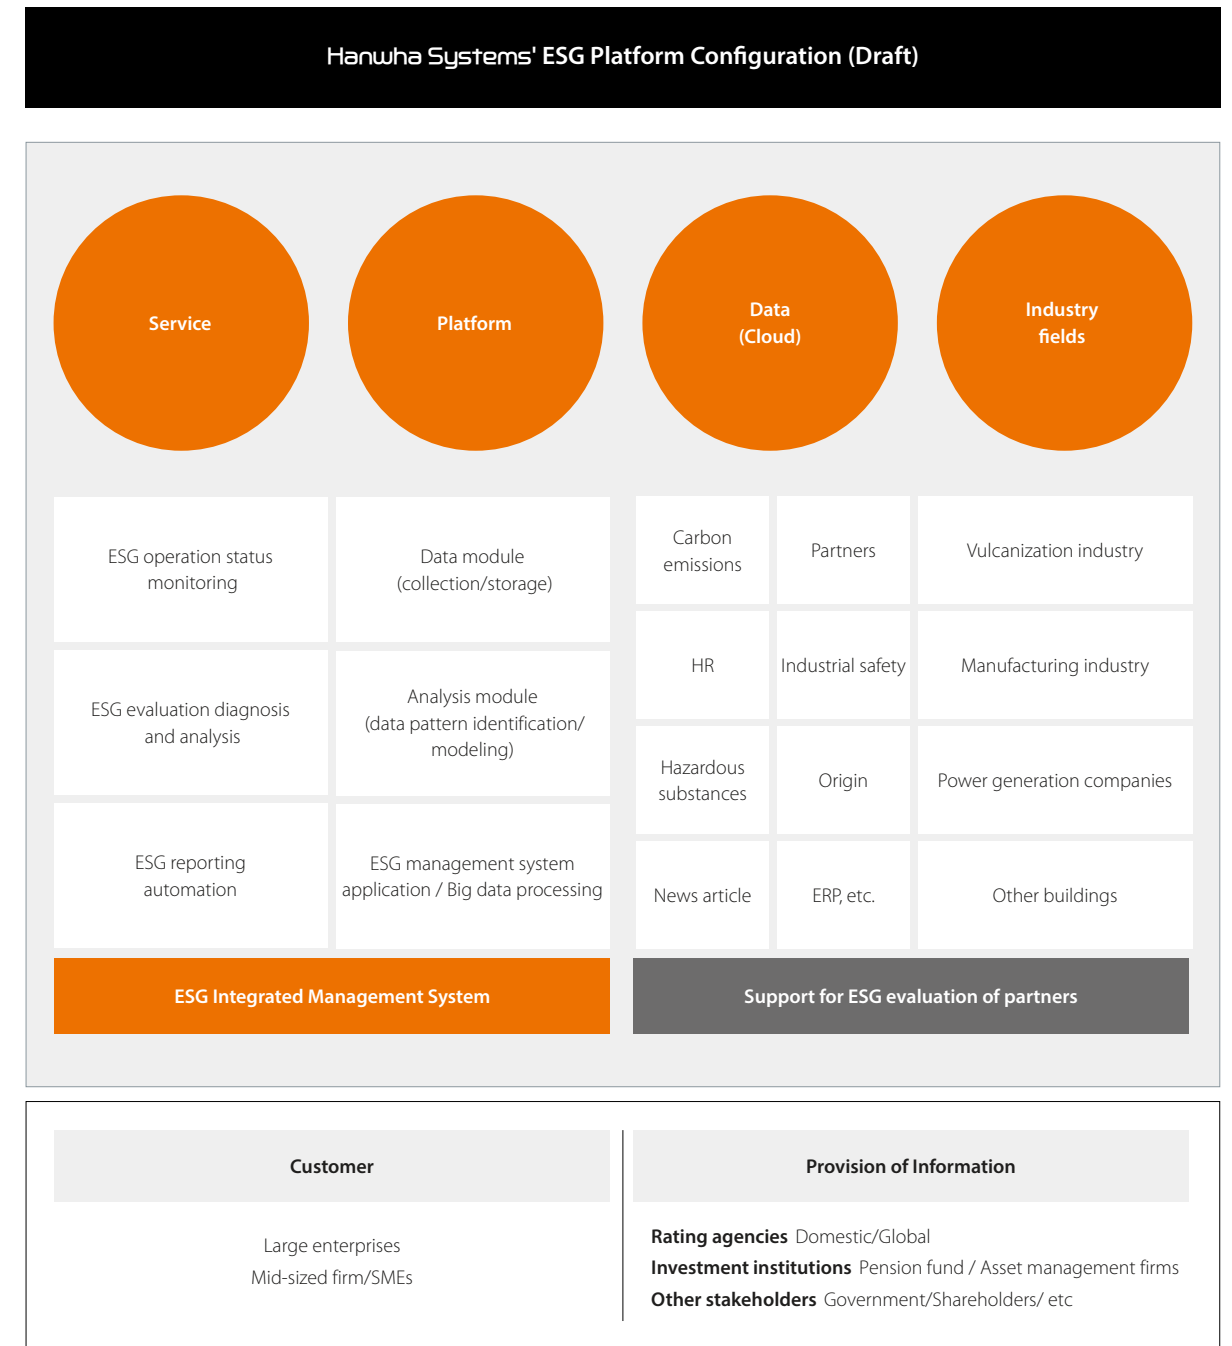 Hanwha Systems' ESG Platform Configuration (Draft)
Service
Platform
Data
(Cloud)
Industry
fields
ESG operation status
monitoring
Data module
(collection/storage)
Carbon
emissions
Partners
Vulcanization industry
HR
Industrial safety
Manufacturing industry
ESG evaluation diagnosis
and analysis
Analysis module
(data pattern identification/
modeling)
Hazardous
substances
Origin
Power generation companies
ESG reporting
automation
ESG management system
application / Big data processing
News article
ERP, etc.
Other buildings
ESG Integrated Management System
Support for ESG evaluation of partners
Customer
Large enterprises
Mid-sized firm/SMEs
Provision of Information
Rating agencies Domestic/Global
Investment institutions Pension fund / Asset management firms
Other stakeholders Government/Shareholders/ etc